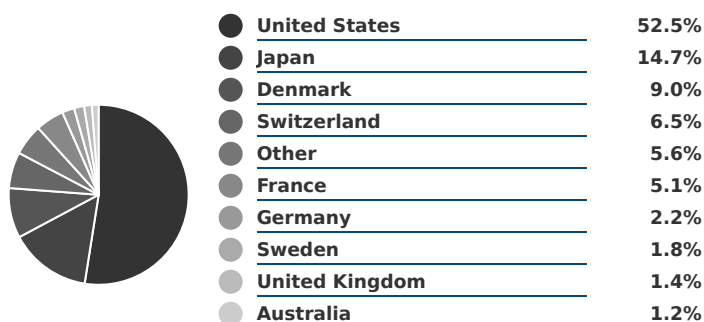 United States 52.5%
Japan 14.7%
Denmark 9.0%
Switzerland 6.5%
Other 5.6%
France 5.1%
Germany 2.2%
Sweden 1.8%
United Kingdom 1.4%
Australia 1.2%